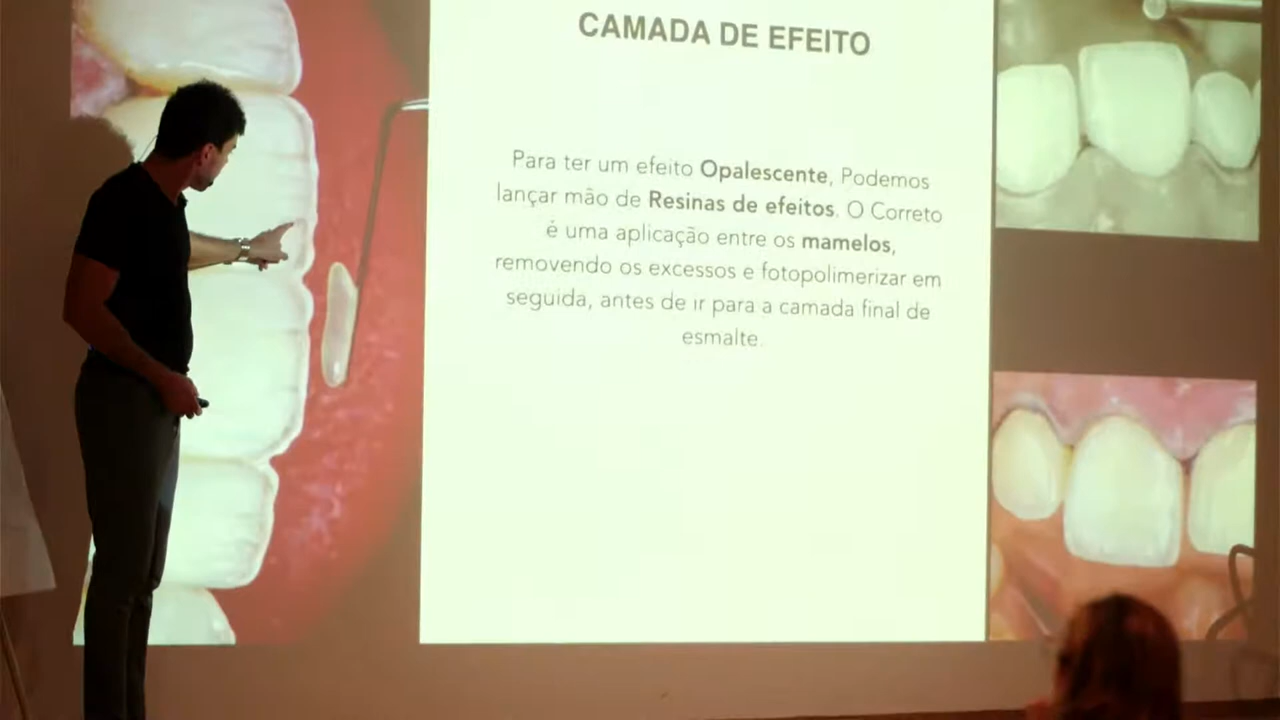 CAMADA DE EFEITO
Para ter um efeito Opalescente, Podemos
lançar mão de Resinas de efeitos. O Correto
é uma aplicação entre os mamelos,
removendo os excessos e fotopolimerizar em
seguida, antes de ir para a camada final de
esmalte.